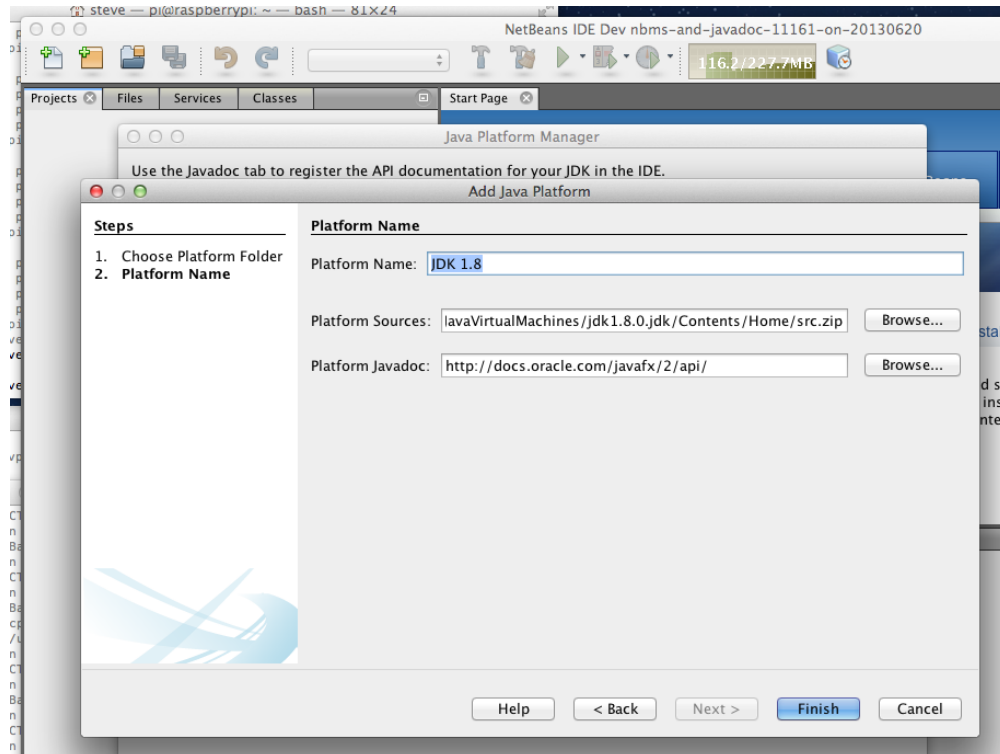 steve — pi@raspberrypi: ~ — bash — 81×24
NetBeans IDE Dev nbms-and-javadoc-11161-on-20130620
116.2/227.7MB
Projects
Files
Services
Classes
Start Page
Java Platform Manager
Use the Javadoc tab to register the API documentation for your JDK in the IDE.
Add Java Platform
Steps
1. Choose Platform Folder
2. Platform Name
Platform Name
Platform Name: JDK 1.8
Platform Sources: lavaVirtualMachines/jdk1.8.0.jdk/Contents/Home/src.zip Browse...
Platform Javadoc: http://docs.oracle.com/javafx/2/api/ Browse...
Help
< Back
Next >
Finish
Cancel